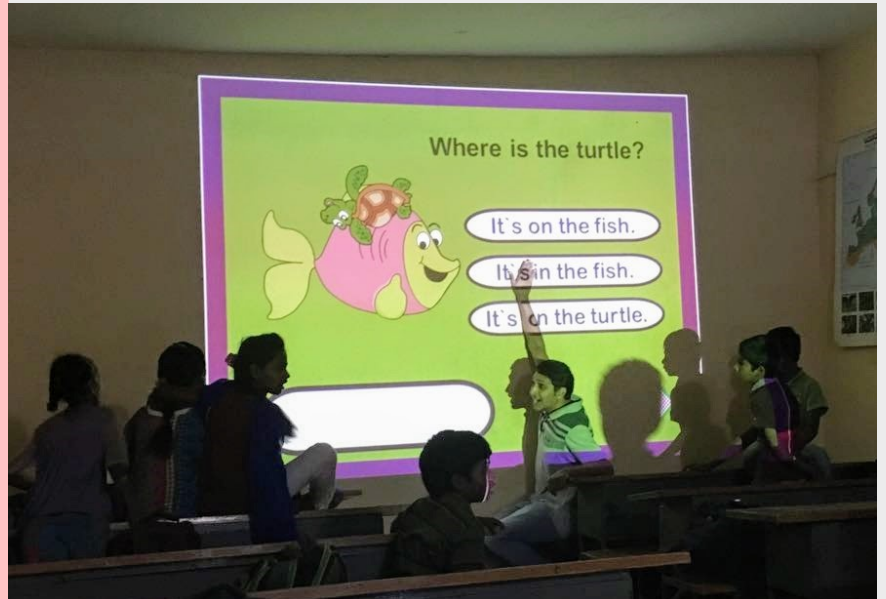 Where is the turtle?
It`s on the fish.
It`s in the fish.
It`s on the turtle.